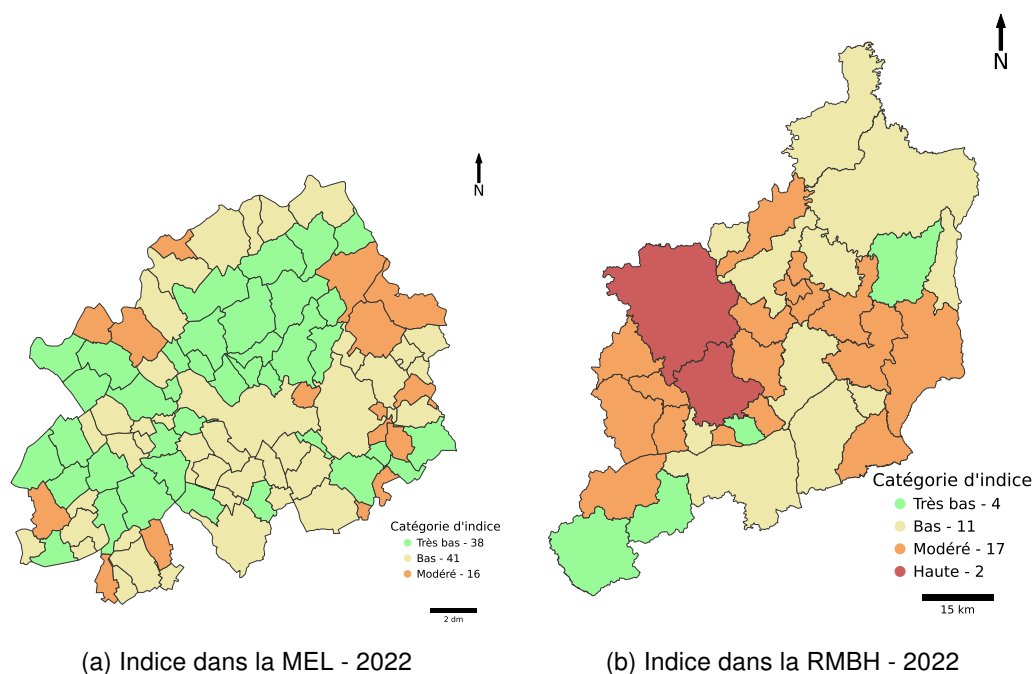 N
N
Catégorie d'indice
Très bas - 38
Bas - 41
Modéré - 16
2 dm
Catégorie d'indice
Très bas - 4
Bas - 11
Modéré - 17
Haute - 2
15 km
(a) Indice dans la MEL - 2022
(b) Indice dans la RMBH - 2022